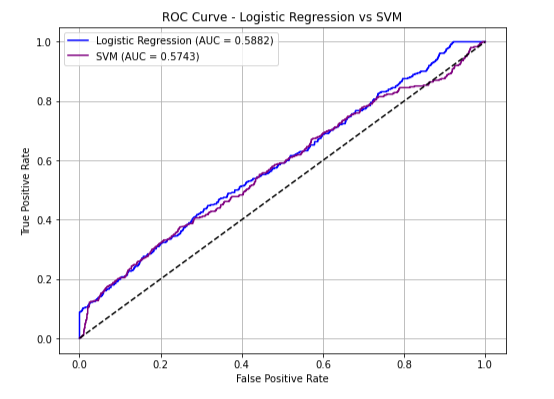 ROC Curve - Logistic Regression vs SVM
Logistic Regression (AUC = 0.5882)
SVM (AUC = 0.5743)
True Positive Rate
1.0
0.8
0.6
0.4
0.2
0.0
0.0 0.2 0.4 0.6 0.8 1.0
False Positive Rate